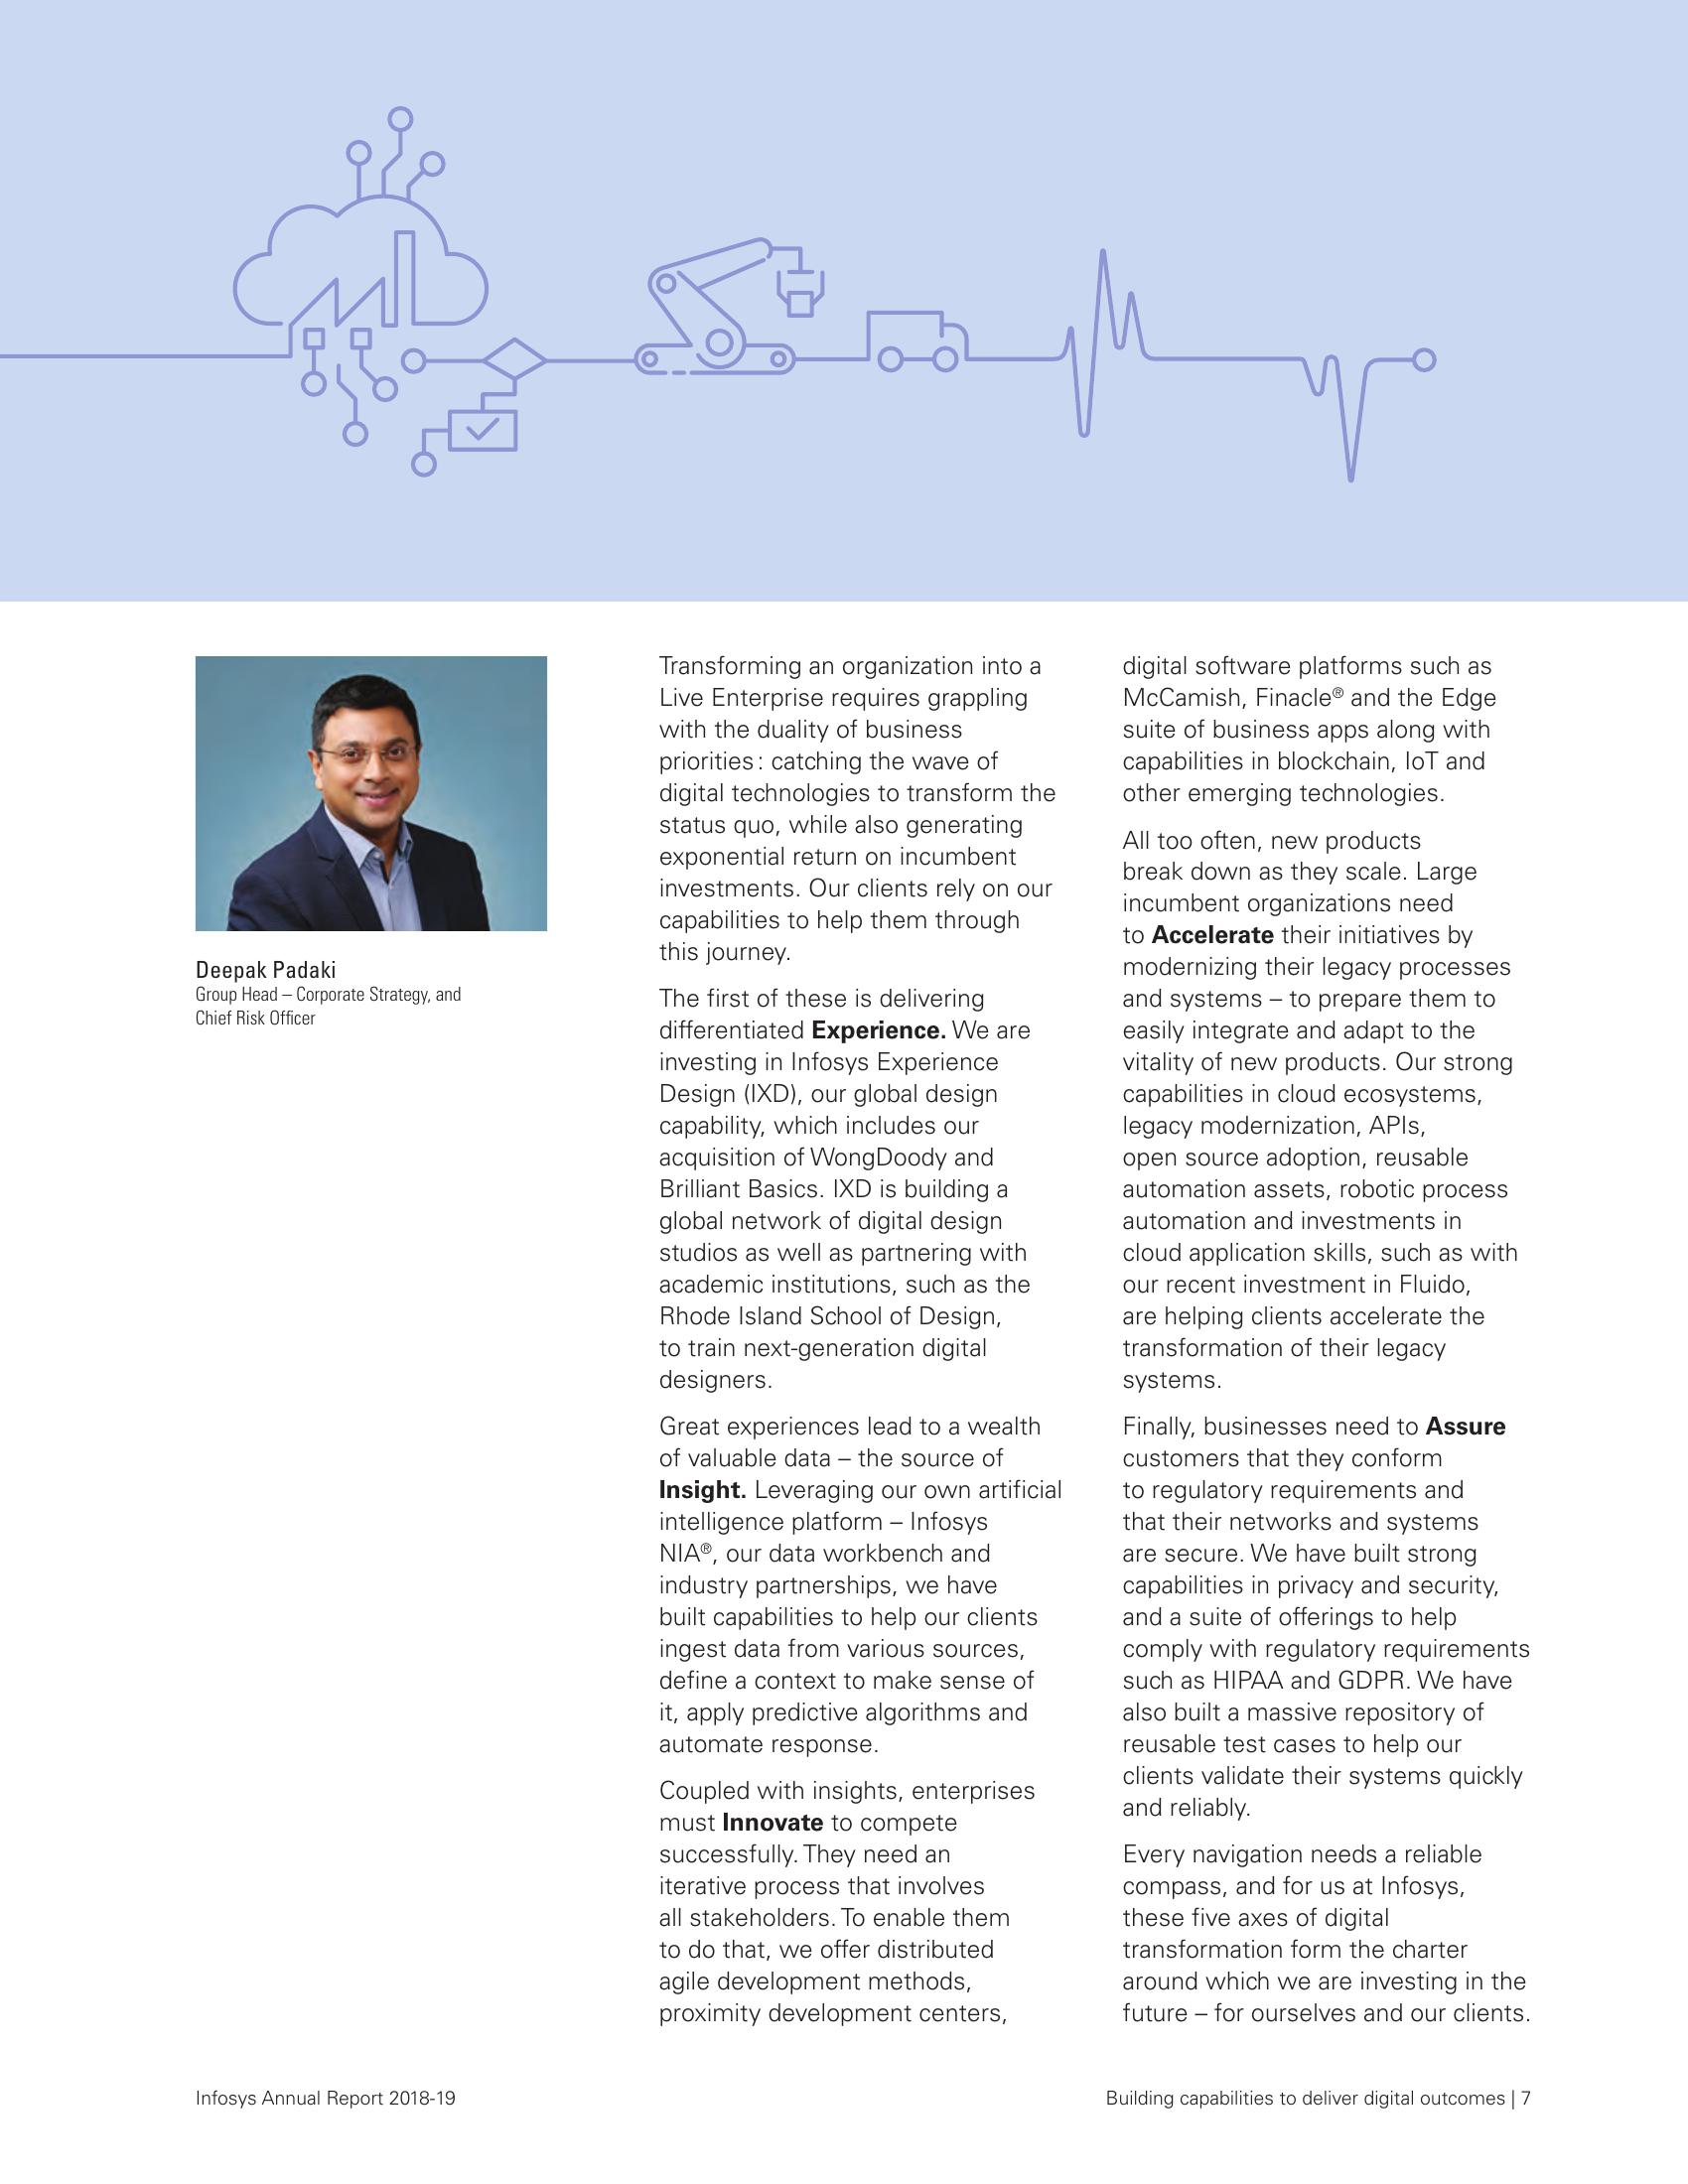 Deepak Padaki
Group Head – Corporate Strategy, and
Chief Risk Officer
Transforming an organization into a
Live Enterprise requires grappling
with the duality of business
priorities : catching the wave of
digital technologies to transform the
status quo, while also generating
exponential return on incumbent
investments. Our clients rely on our
capabilities to help them through
this journey.
The first of these is delivering
differentiated Experience. We are
investing in Infosys Experience
Design (IXD), our global design
capability, which includes our
acquisition of WongDoody and
Brilliant Basics. IXD is building a
global network of digital design
studios as well as partnering with
academic institutions, such as the
Rhode Island School of Design,
to train next-generation digital
designers.
Great experiences lead to a wealth
of valuable data – the source of
Insight. Leveraging our own artificial
intelligence platform – Infosys
NIA®, our data workbench and
industry partnerships, we have
built capabilities to help our clients
ingest data from various sources,
define a context to make sense of
it, apply predictive algorithms and
automate response.
Coupled with insights, enterprises
must Innovate to compete
successfully. They need an
iterative process that involves
all stakeholders. To enable them
to do that, we offer distributed
agile development methods,
proximity development centers,
digital software platforms such as
McCamish, Finacle® and the Edge
suite of business apps along with
capabilities in blockchain, IoT and
other emerging technologies.
All too often, new products
break down as they scale. Large
incumbent organizations need
to Accelerate their initiatives by
modernizing their legacy processes
and systems – to prepare them to
easily integrate and adapt to the
vitality of new products. Our strong
capabilities in cloud ecosystems,
legacy modernization, APIs,
open source adoption, reusable
automation assets, robotic process
automation and investments in
cloud application skills, such as with
our recent investment in Fluido,
are helping clients accelerate the
transformation of their legacy
systems.
Finally, businesses need to Assure
customers that they conform
to regulatory requirements and
that their networks and systems
are secure. We have built strong
capabilities in privacy and security,
and a suite of offerings to help
comply with regulatory requirements
such as HIPAA and GDPR. We have
also built a massive repository of
reusable test cases to help our
clients validate their systems quickly
and reliably.
Every navigation needs a reliable
compass, and for us at Infosys,
these five axes of digital
transformation form the charter
around which we are investing in the
future – for ourselves and our clients.
Infosys Annual Report 2018-19
Building capabilities to deliver digital outcomes | 7